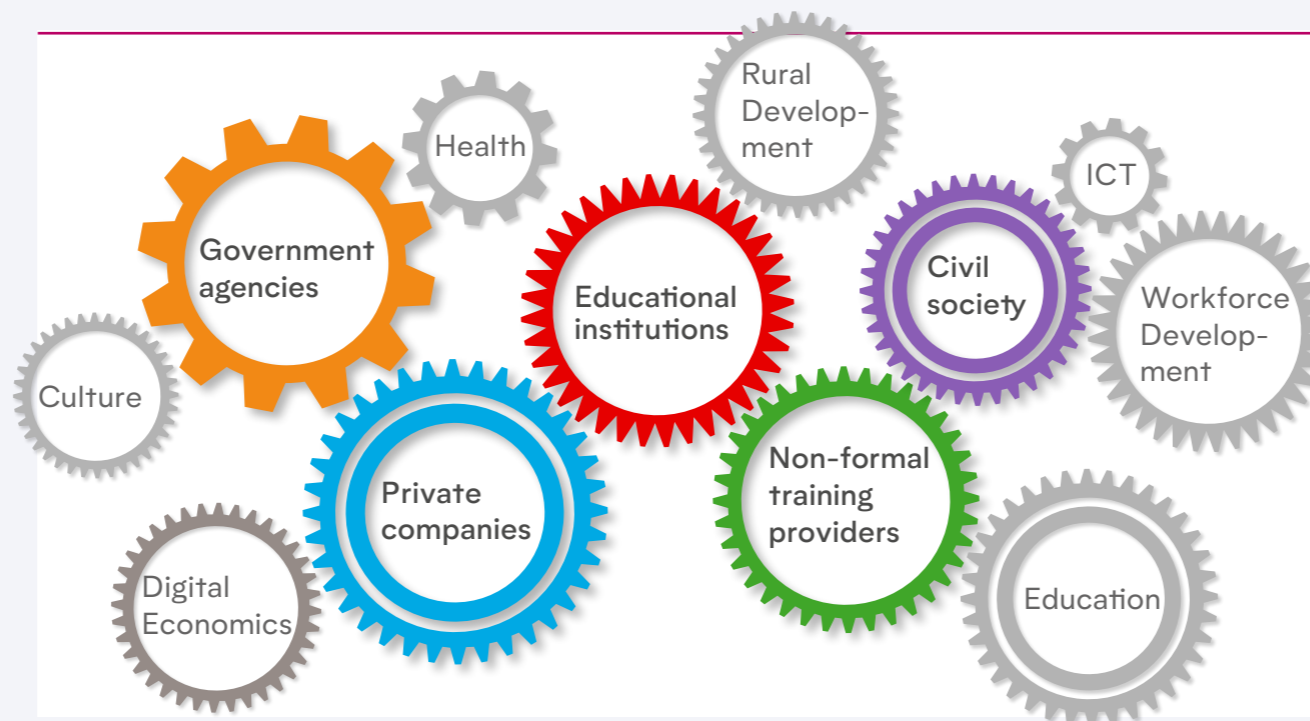 Rural
Develop-
ment
Health
ICT
Government
agencies
Educational
institutions
Civil
society
Workforce
Develop-
ment
Culture
Private
companies
Non-formal
training
providers
Digital
Economics
Education